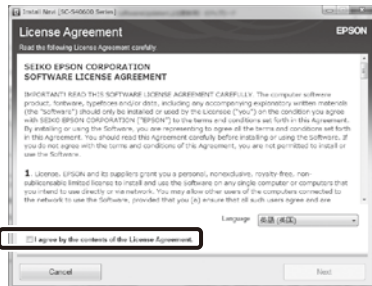 Install Navi [SC-S40600 Series]
License Agreement
EPSON
Read the following License Agreement carefully.
SEIKO EPSON CORPORATION
SOFTWARE LICENSE AGREEMENT
IMPORTANT! READ THIS SOFTWARE LICENSE AGREEMENT CAREFULLY. The computer software
product, fontware, typefaces and/or data, including any accompanying explanatory written materials
(the "Software") should only be installed or used by the Licensee ("you") on the condition you agree
with SEIKO EPSON CORPORATION ("EPSON") to the terms and conditions set forth in this Agreement.
By installing or using the Software, you are representing to agree all the terms and conditions set forth
in this Agreement. You should read this Agreement carefully before installing or using the Software. If
you do not agree with the terms and conditions of this Agreement, you are not permitted to install or
use the Software.
1. License. EPSON and its suppliers grant you a personal, nonexclusive, royalty-free, non-
sublicensable limited license to install and use the software on any single computer or computers that
you intend to use directly or via network. You may allow other users of the computers connected to
the network to use the Software, provided that you (a) ensure that all such users agree and are
Language 英語 (英国)
I agree by the contents of the License Agreement.
Cancel
Next